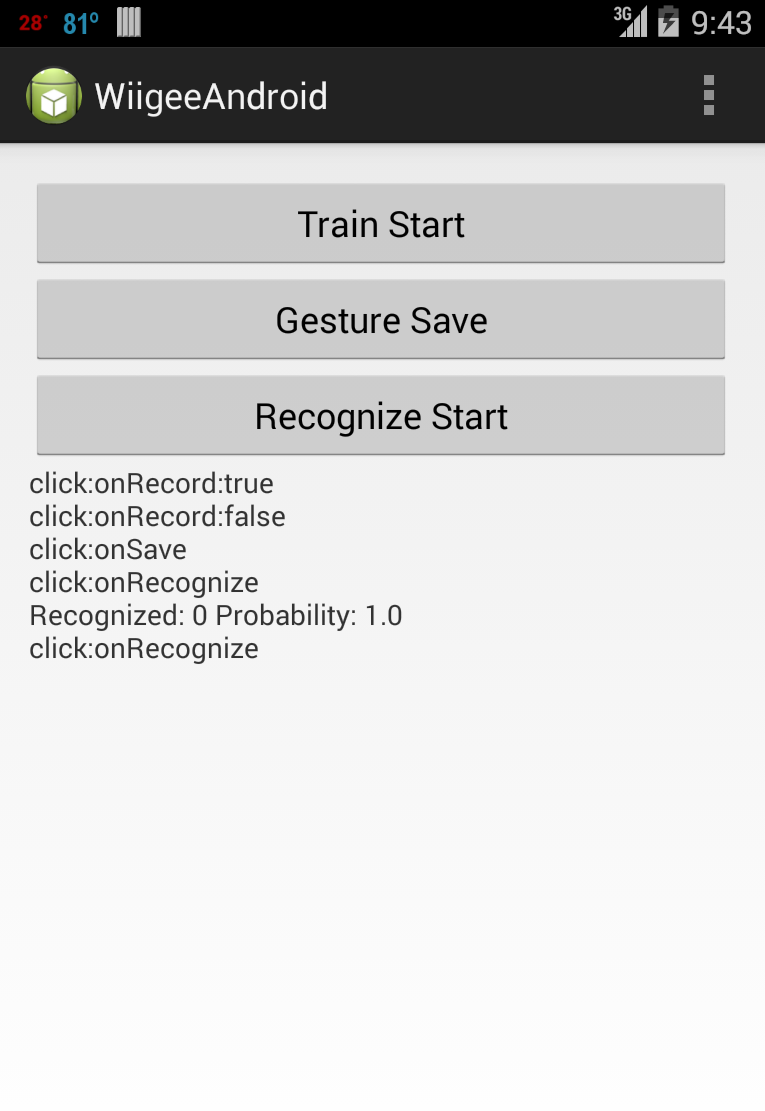 28° 81° 3G 9:43
WiigeeAndroid
Train Start
Gesture Save
Recognize Start
click:onRecord:true
click:onRecord:false
click:onSave
click:onRecognize
Recognized: 0 Probability: 1.0
click:onRecognize